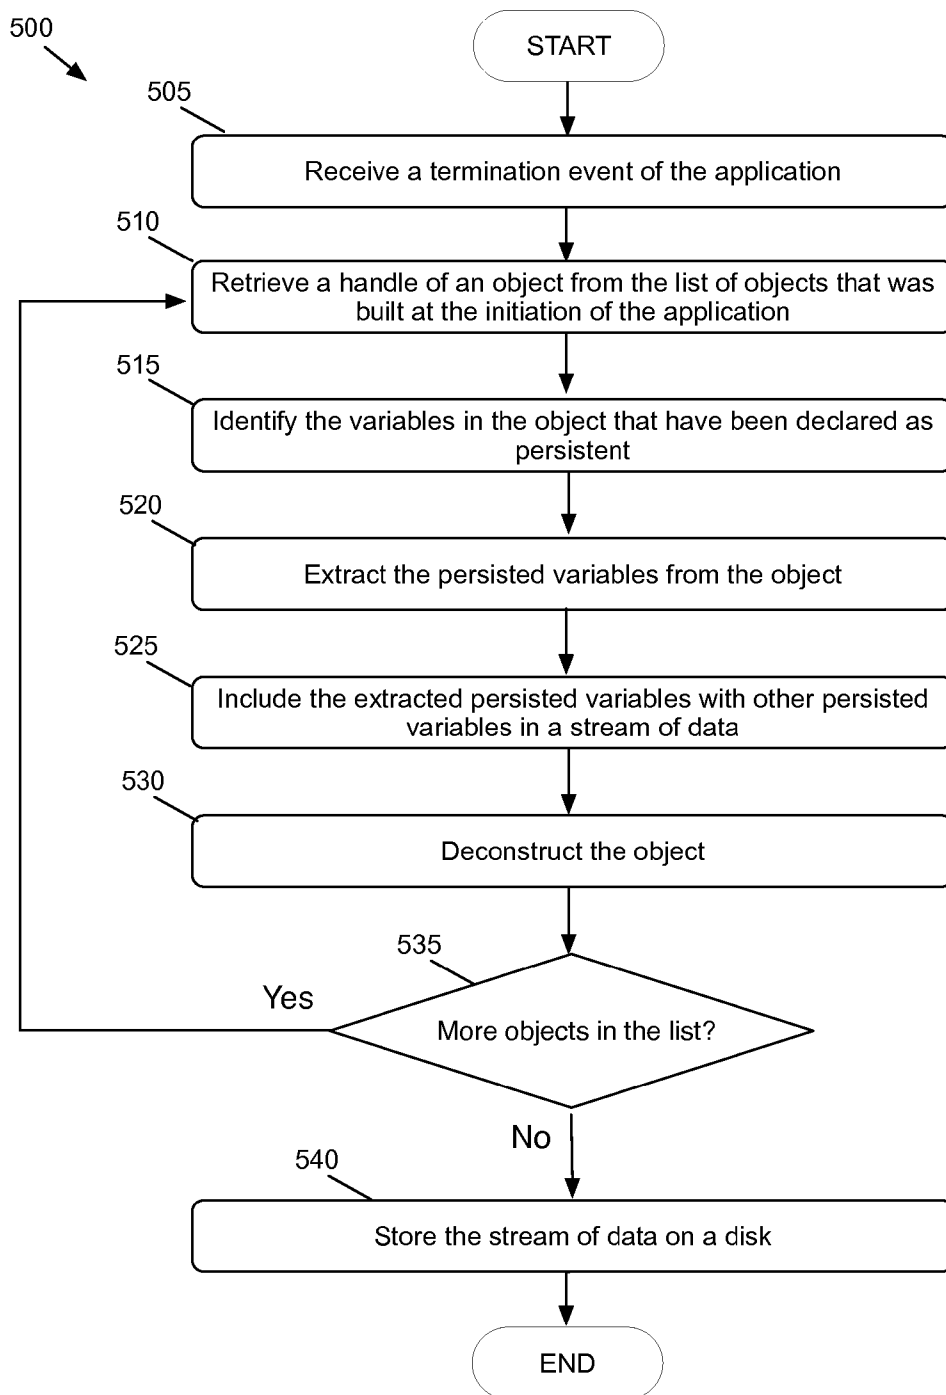 500
START
505
Receive a termination event of the application
510
Retrieve a handle of an object from the list of objects that was
built at the initiation of the application
515
Identify the variables in the object that have been declared as
persistent
520
Extract the persisted variables from the object
525
Include the extracted persisted variables with other persisted
variables in a stream of data
530
Deconstruct the object
535
Yes
More objects in the list?
No
540
Store the stream of data on a disk
END